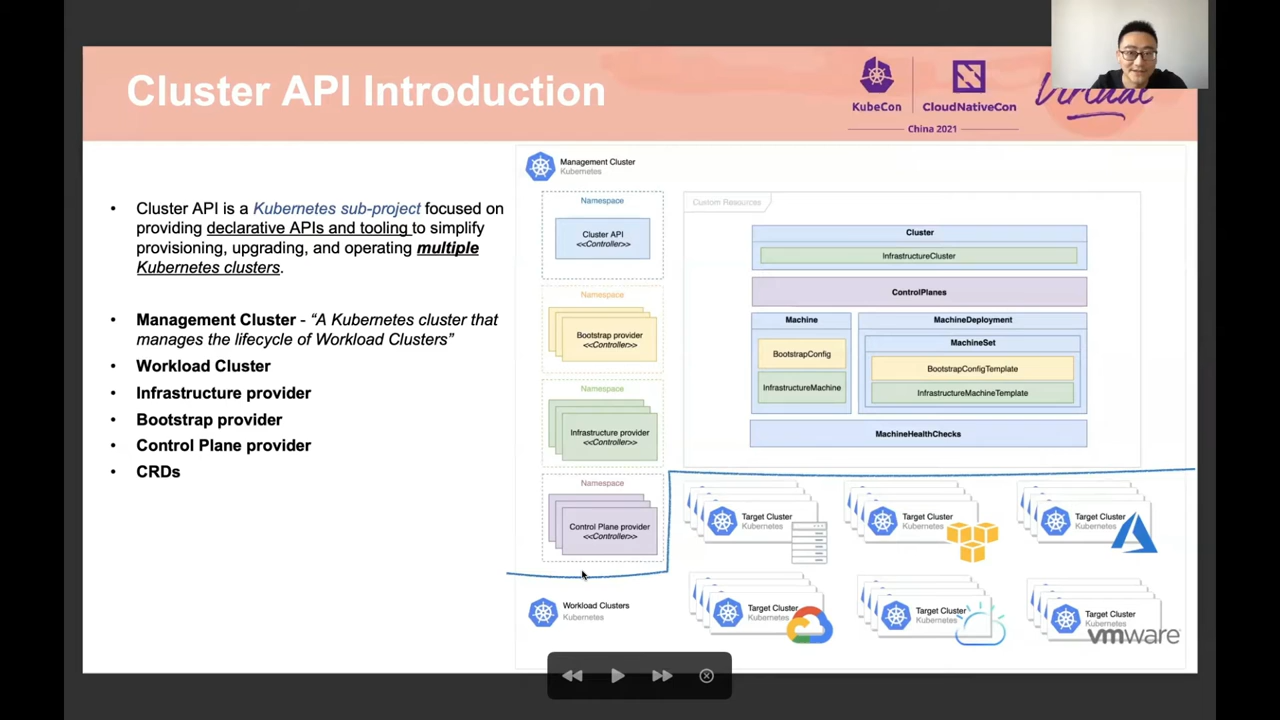 Cluster API Introduction
KubeCon
CloudNativeCon
Virtual
China 2021
• Cluster API is a Kubernetes sub-project focused on
providing declarative APIs and tooling to simplify
provisioning, upgrading, and operating multiple
Kubernetes clusters.
• Management Cluster - “A Kubernetes cluster that
manages the lifecycle of Workload Clusters”
• Workload Cluster
• Infrastructure provider
• Bootstrap provider
• Control Plane provider
• CRDs
Management Cluster
Kubernetes
Namespace
Cluster API
<<Controller>>
Namespace
Bootstrap provider
<<Controller>>
Namespace
Infrastructure provider
<<Controller>>
Namespace
Control Plane provider
<<Controller>>
Custom Resources
Cluster
InfrastructureCluster
ControlPlanes
Machine
BootstrapConfig
InfrastructureMachine
MachineDeployment
MachineSet
BootstrapConfigTemplate
InfrastructureMachineTemplate
MachineHealthChecks
Target Cluster
Kubernetes
Target Cluster
Kubernetes
Target Cluster
Kubernetes
Workload Clusters
Kubernetes
Target Cluster
Kubernetes
Target Cluster
Kubernetes
Target Cluster
Kubernetes
vmware